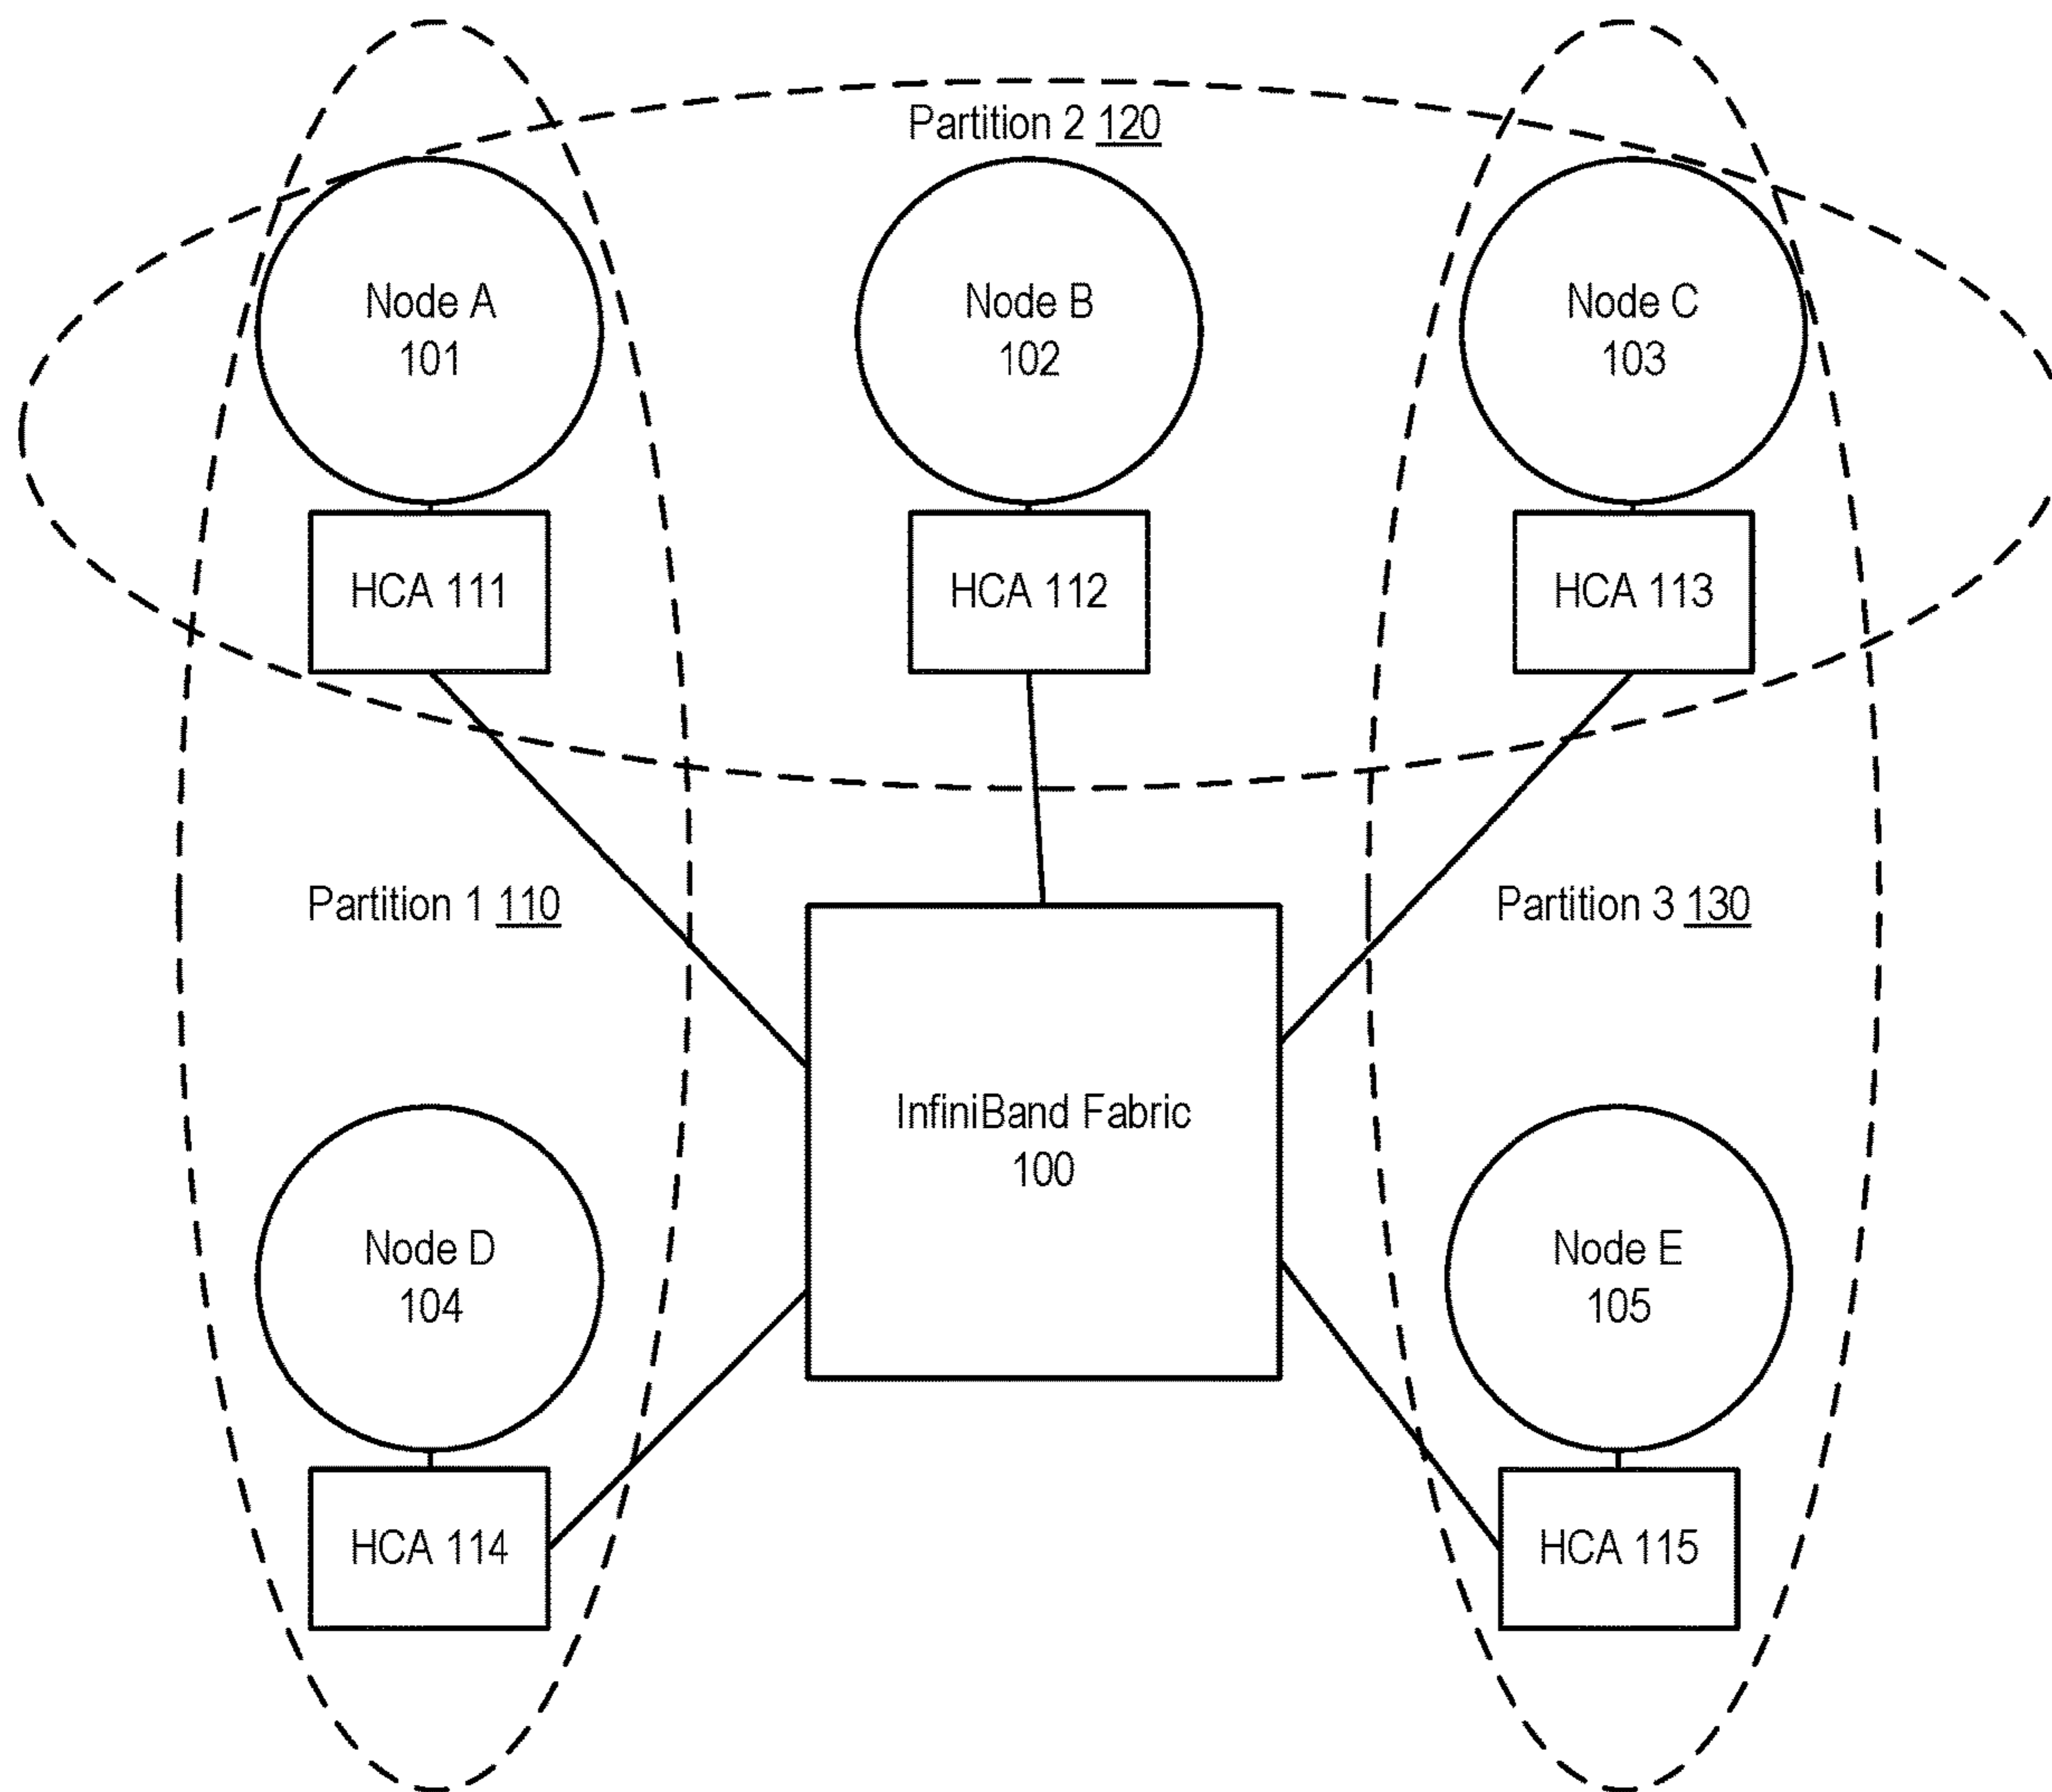 Partition 2 120
Node A
101
Node B
102
Node C
103
HCA 111
HCA 112
HCA 113
Partition 1 110
Partition 3 130
InfiniBand Fabric
100
Node D
104
Node E
105
HCA 114
HCA 115